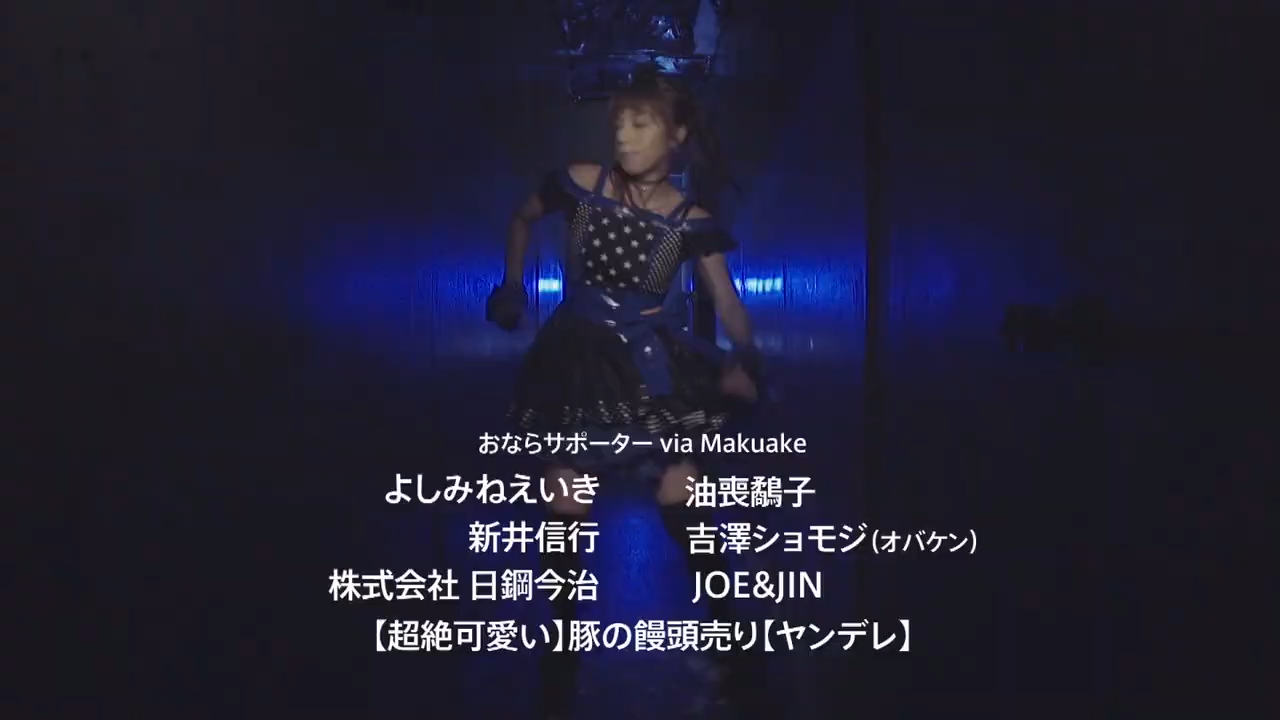 おならサポーター via Makuake
よしみねえいき 油喪鷭子
新井信行 吉澤ショモジ(オバケン)
株式会社 日鋼今治 JOE&JIN
【超絶可愛い】豚の饅頭売り【ヤンデレ】